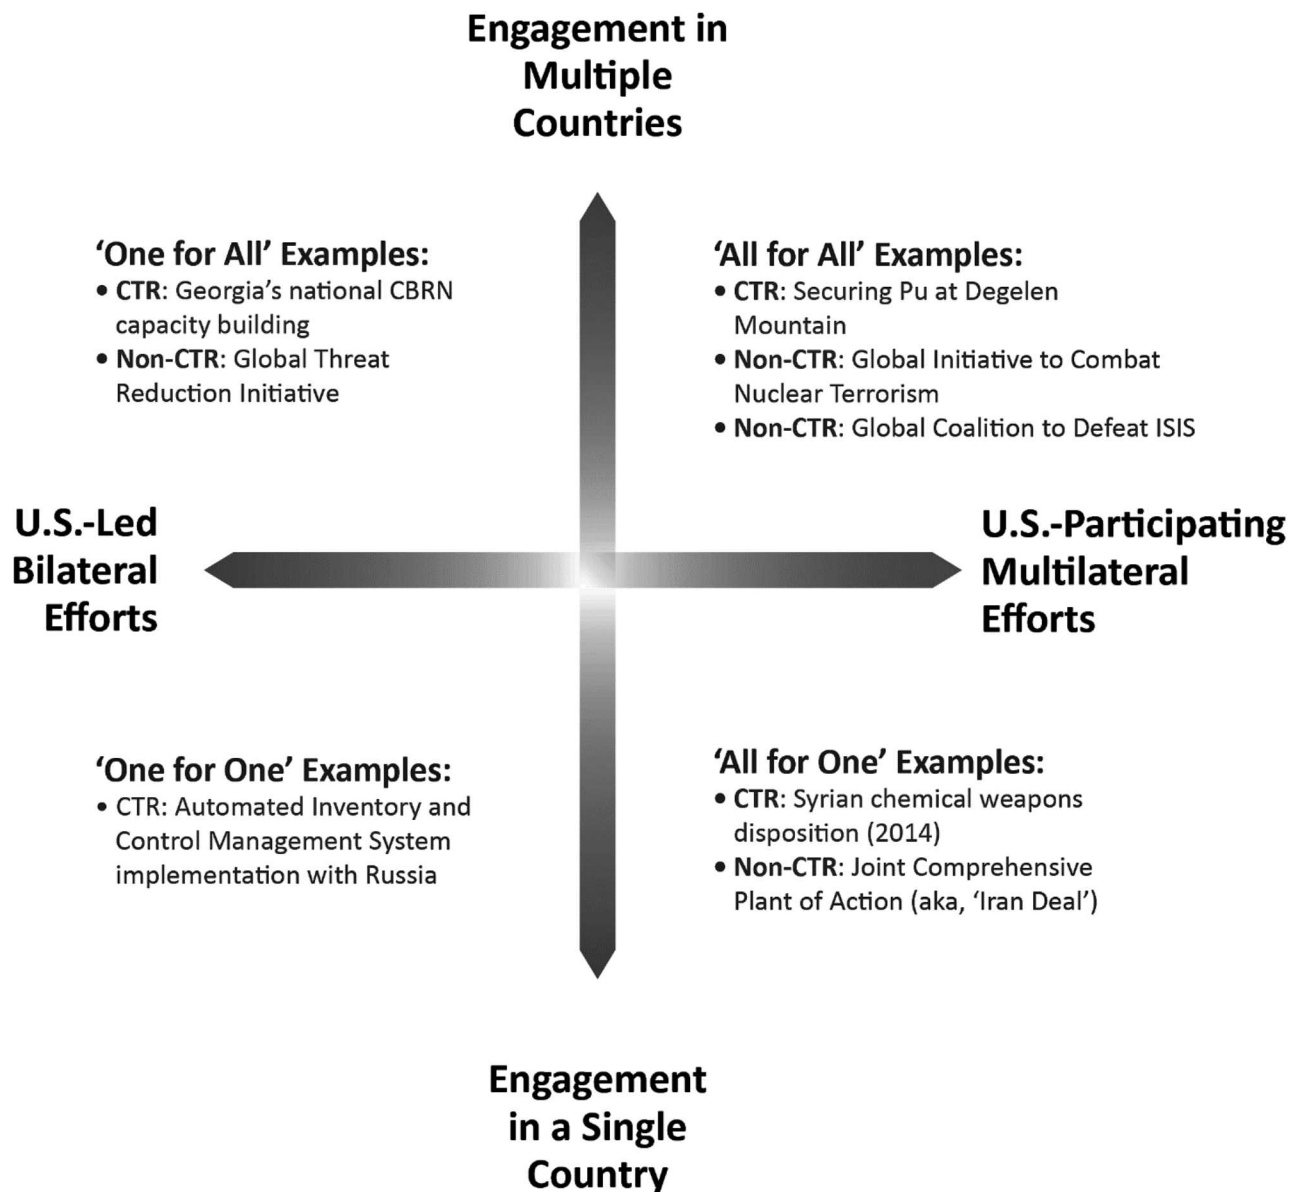 Engagement in
Multiple
Countries
‘One for All’ Examples:
• CTR: Georgia’s national CBRN
capacity building
• Non-CTR: Global Threat
Reduction Initiative
‘All for All’ Examples:
• CTR: Securing Pu at Degelen
Mountain
• Non-CTR: Global Initiative to Combat
Nuclear Terrorism
• Non-CTR: Global Coalition to Defeat ISIS
U.S.-Led
Bilateral
Efforts
U.S.-Participating
Multilateral
Efforts
‘One for One’ Examples:
• CTR: Automated Inventory and
Control Management System
implementation with Russia
‘All for One’ Examples:
• CTR: Syrian chemical weapons
disposition (2014)
• Non-CTR: Joint Comprehensive
Plant of Action (aka, ‘Iran Deal’)
Engagement
in a Single
Country